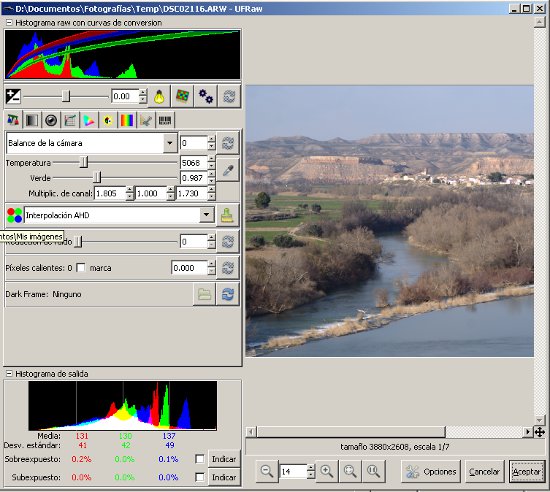 D:\Documentos\Fotografías\Temp\DSC02116.ARW - UFRaw
Histograma raw con curvas de conversion
0.00
Balance de la cámara
0
Temperatura
5068
Verde
0.987
Multiplic. de canal:
1.805
1.000
1.730
Interpolación AHD
ntos\Mis imágenes
0
Píxeles calientes: 0
marca
0.000
Dark Frame: Ninguno
Histograma de salida
Media: 131 130 137
Desv. estándar: 41 42 49
Sobreexpuesto: 0.2% 0.0% 0.1% Indicar
Subexpuesto: 0.0% 0.0% 0.0% Indicar
tamaño 3880x2608, escala 1/7
14
Opciones
Cancelar
Aceptar